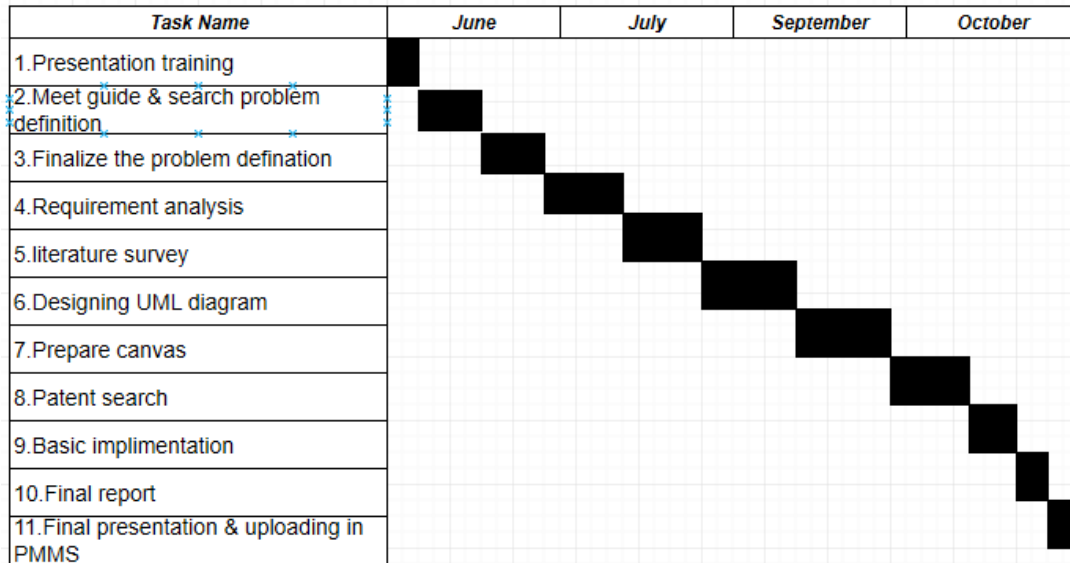 Task Name June July September October
1.Presentation training
2.Meet guide & search problem
definition
3.Finalize the problem defination
4.Requirement analysis
5.literature survey
6.Designing UML diagram
7.Prepare canvas
8.Patent search
9.Basic implimentation
10.Final report
11.Final presentation & uploading in
PMMS